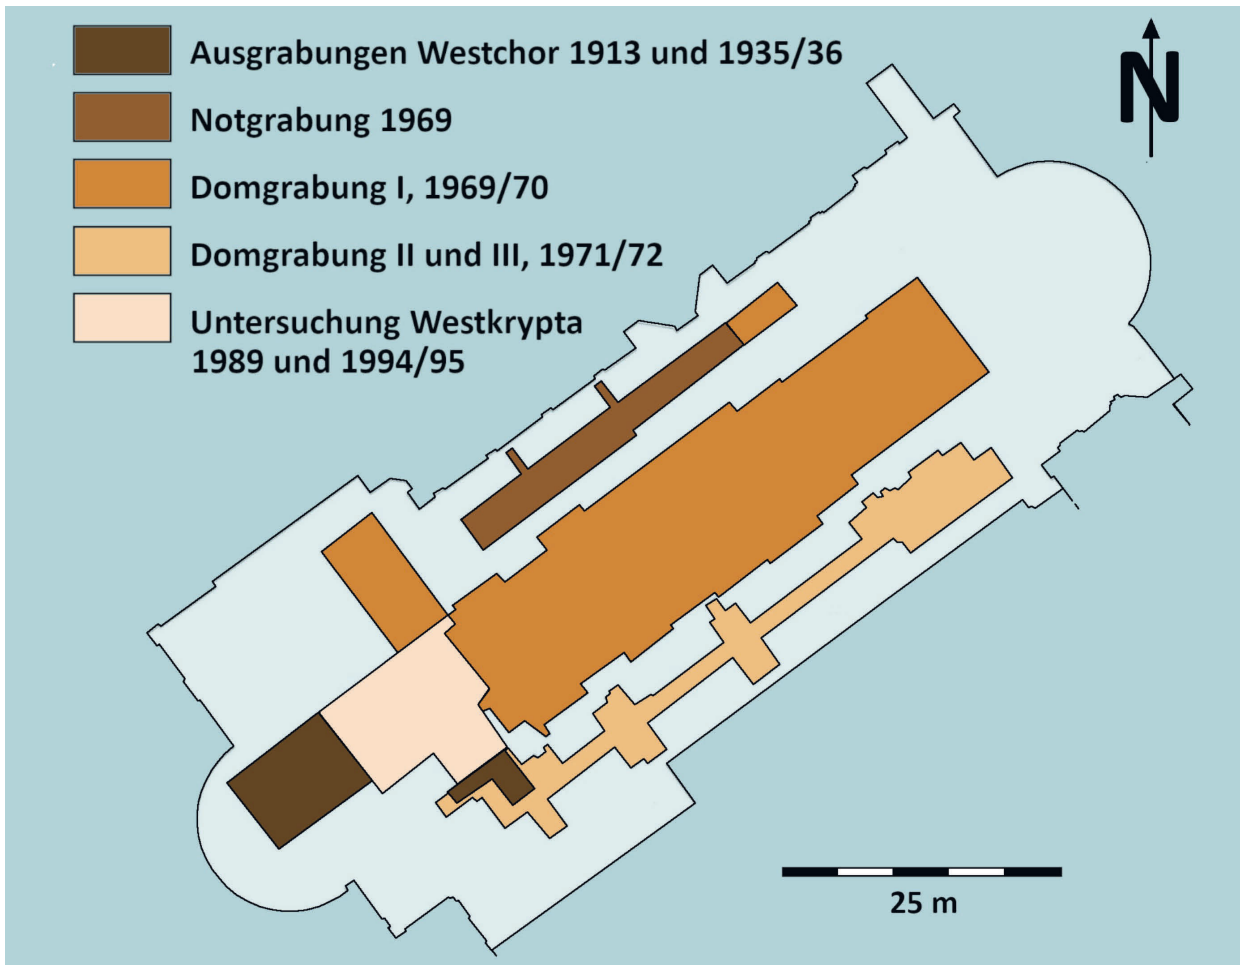 Ausgrabungen Westchor 1913 und 1935/36
N
Notgrabung 1969
Domgrabung I, 1969/70
Domgrabung II und III, 1971/72
Untersuchung Westkrypta
1989 und 1994/95
25 m